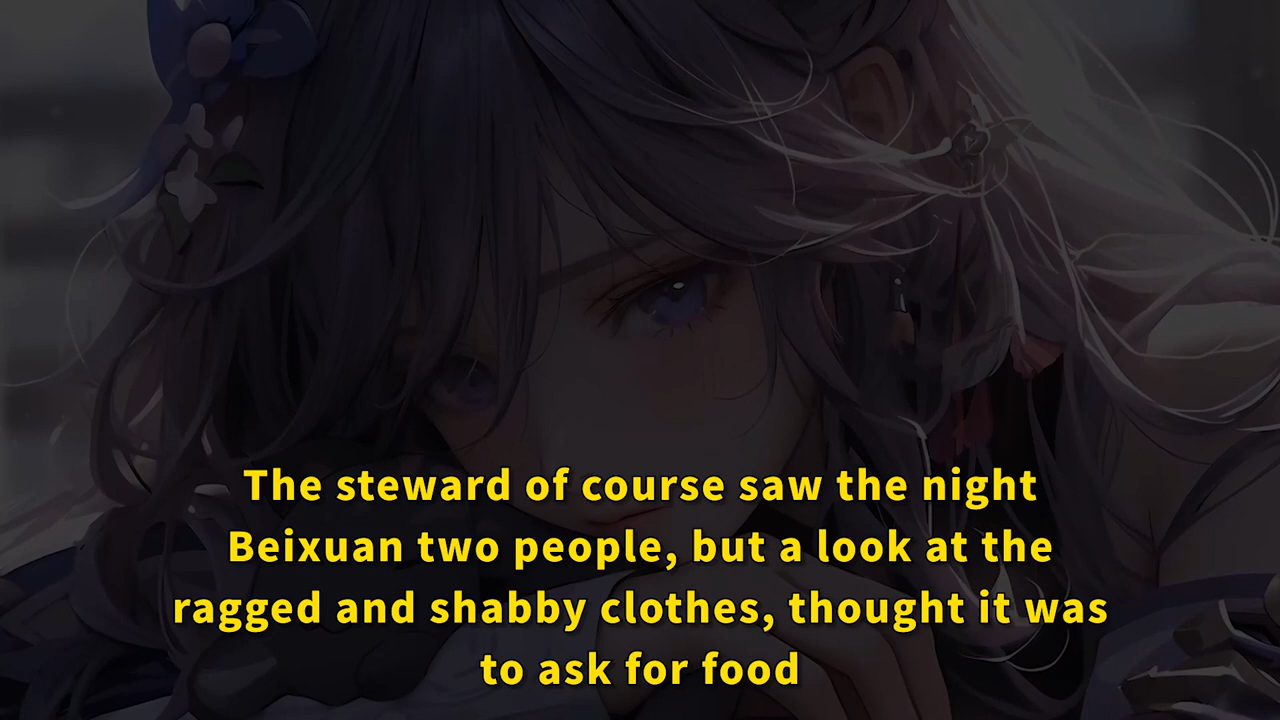 The steward of course saw the night
Beixuan two people, but a look at the
ragged and shabby clothes, thought it was
to ask for food